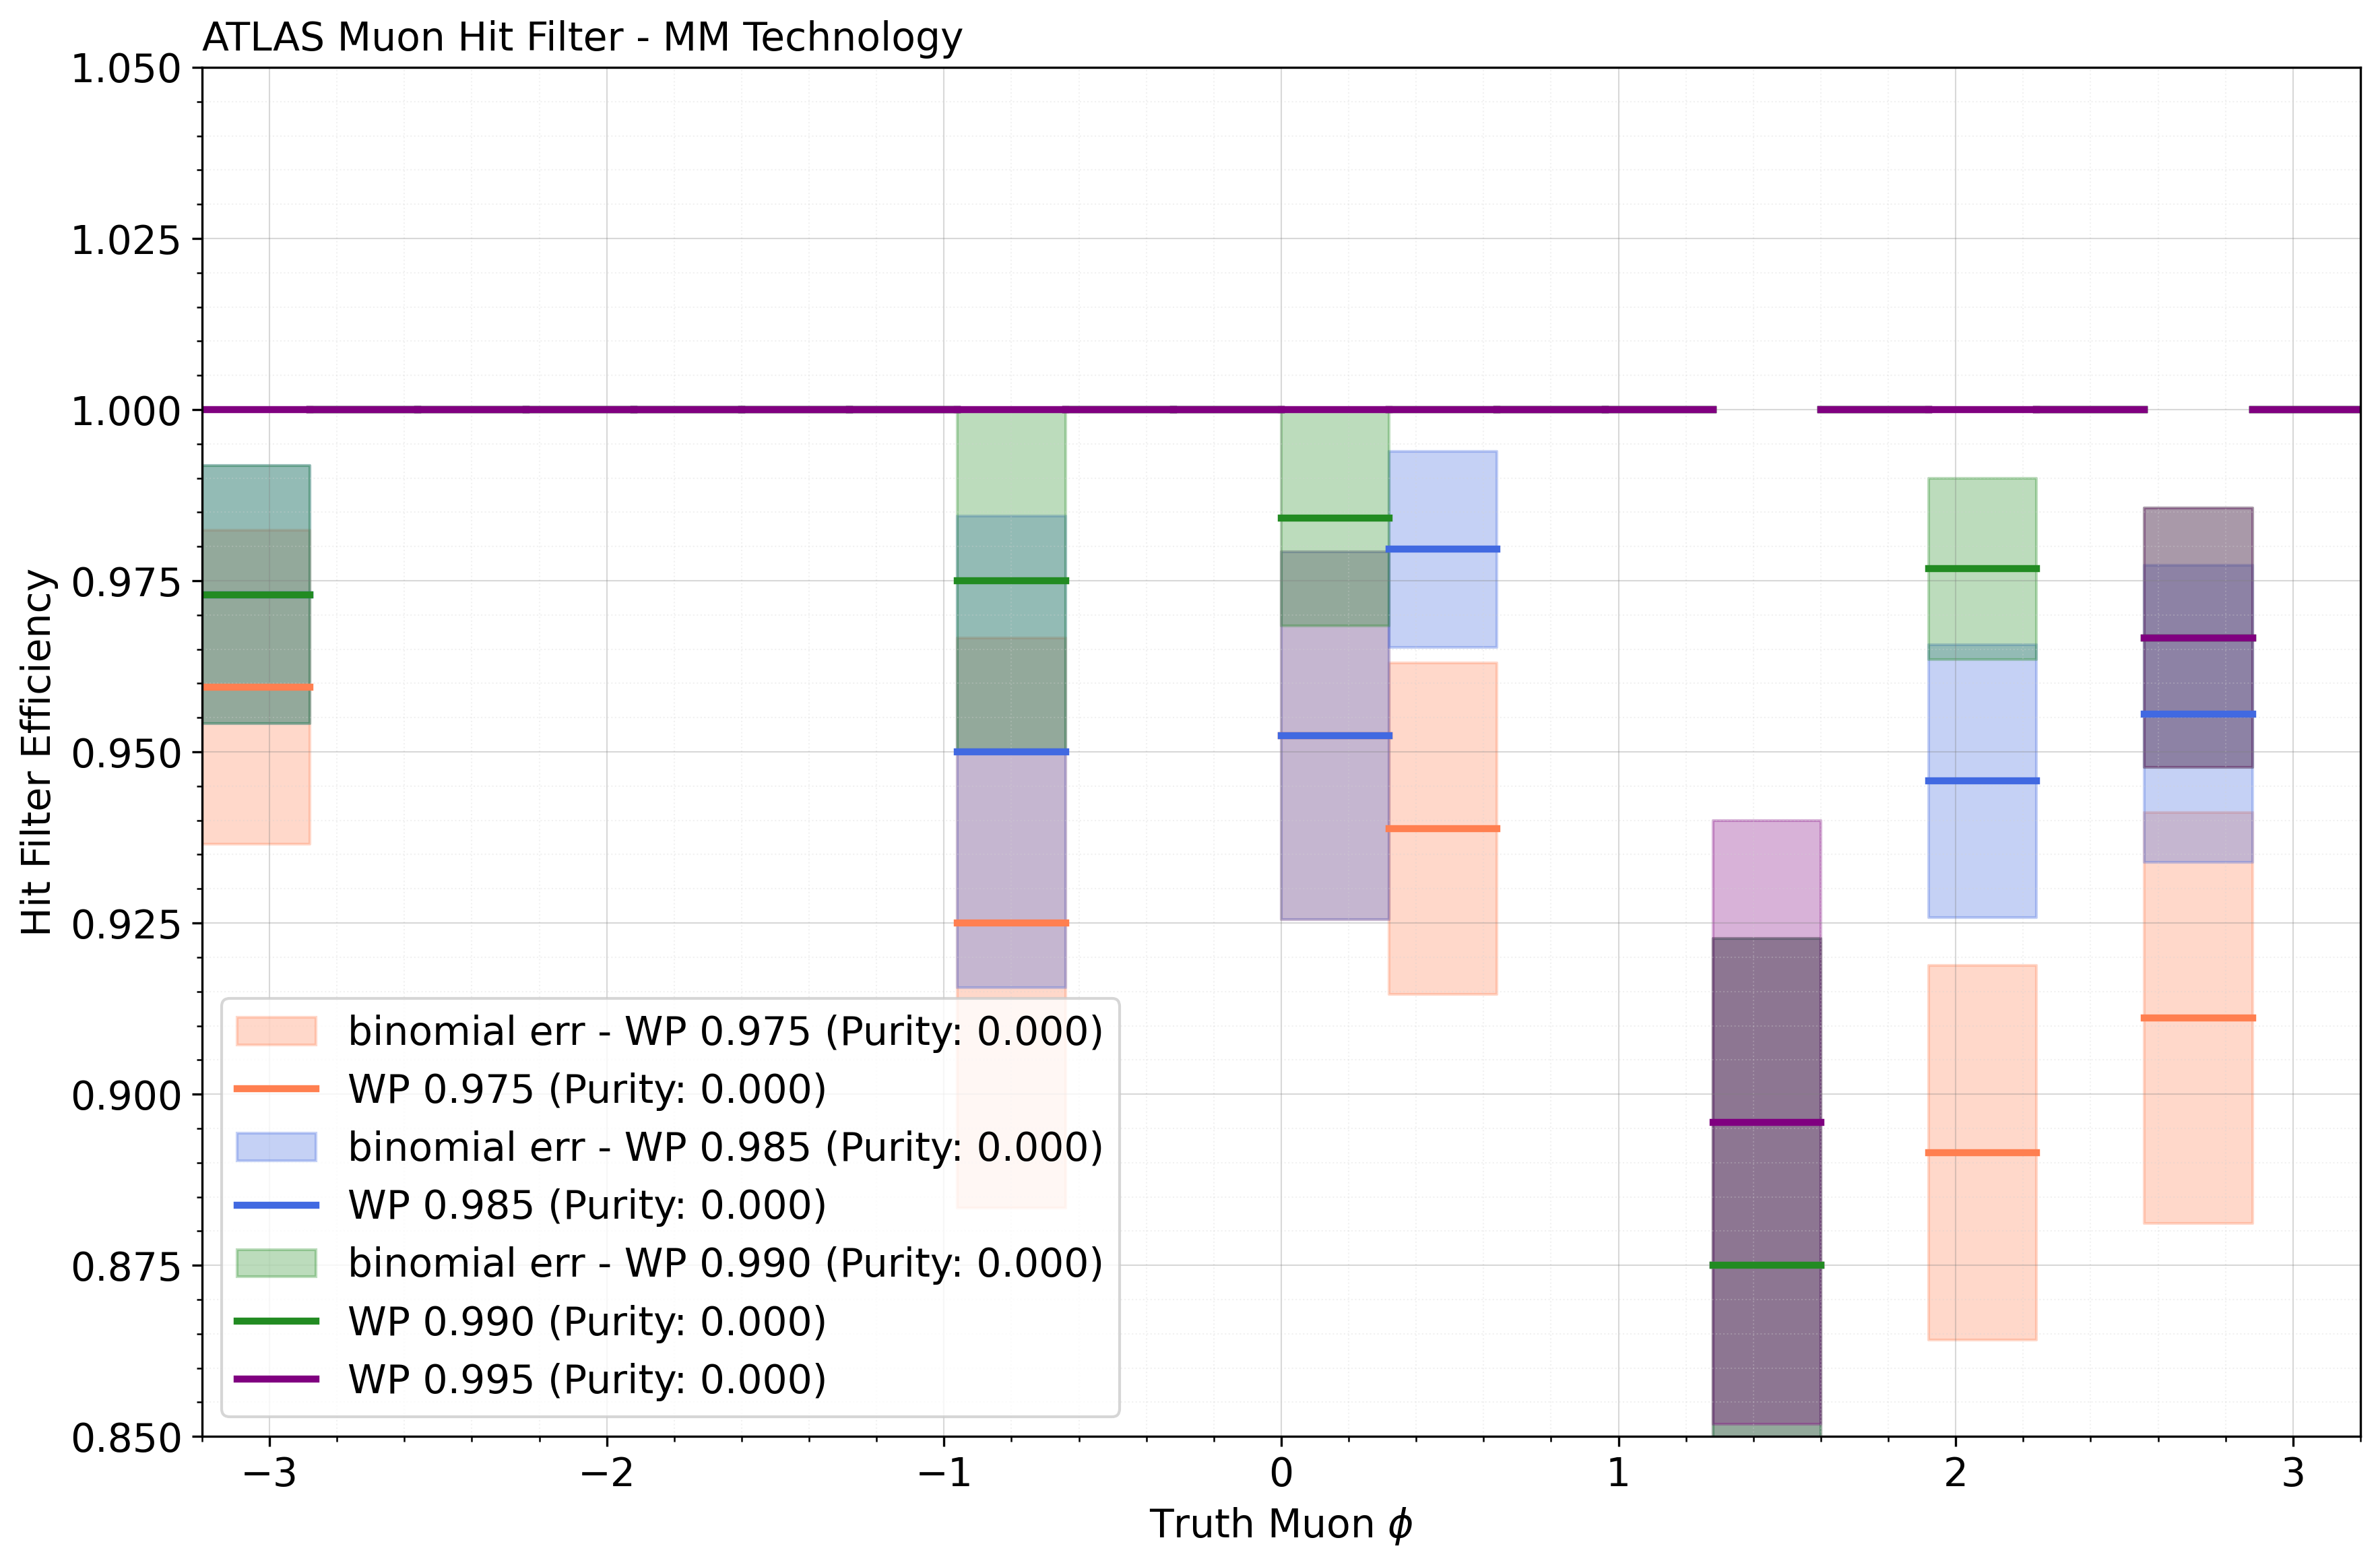 ATLAS Muon Hit Filter - MM Technology
1.050
1.025
1.000
0.975
0.950
0.925
0.900
0.875
0.850
Hit Filter Efficiency
binomial err - WP 0.975 (Purity: 0.000)
WP 0.975 (Purity: 0.000)
binomial err - WP 0.985 (Purity: 0.000)
WP 0.985 (Purity: 0.000)
binomial err - WP 0.990 (Purity: 0.000)
WP 0.990 (Purity: 0.000)
WP 0.995 (Purity: 0.000)
−3 −2 −1 0 1 2 3
Truth Muon ϕ